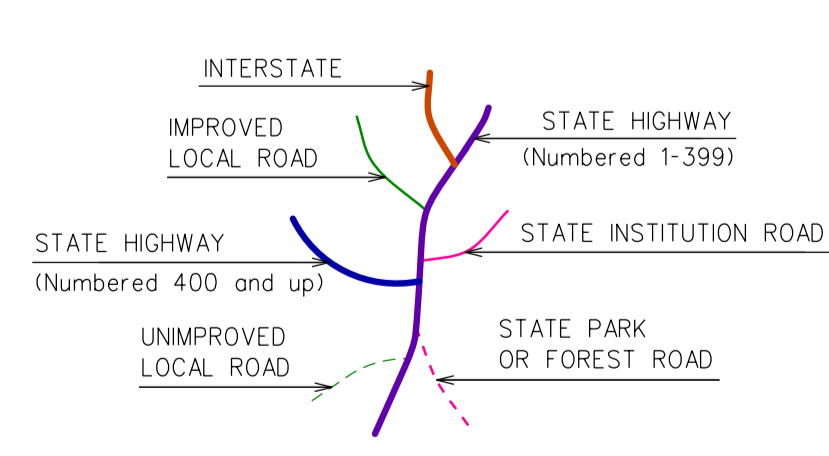 INTERSTATE
STATE HIGHWAY
(Numbered 1-399)
IMPROVED
LOCAL ROAD
STATE HIGHWAY
(Numbered 400 and up)
STATE INSTITUTION ROAD
UNIMPROVED
LOCAL ROAD
STATE PARK
OR FOREST ROAD